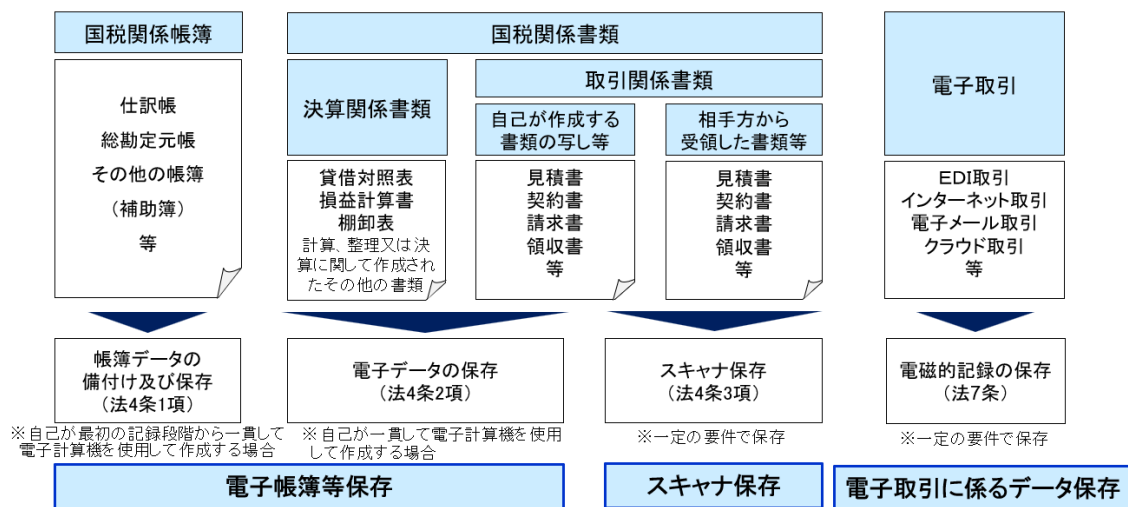 国税関係帳簿
仕訳帳
総勘定元帳
その他の帳簿
（補助簿）
等
国税関係書類
決算関係書類
貸借対照表
損益計算書
棚卸表
計算、整理又は決
算に関して作成され
たその他の書類
取引関係書類
自己が作成する
書類の写し等
見積書
契約書
請求書
領収書
等
相手方から
受領した書類等
見積書
契約書
請求書
領収書
等
電子取引
EDI取引
インターネット取引
電子メール取引
クラウド取引
等
帳簿データの
備付け及び保存
（法4条1項）
※自己が最初の記録段階から一貫して
電子計算機を使用して作成する場合
電子データの保存
（法4条2項）
※自己が一貫して電子計算機を使用
して作成する場合
スキャナ保存
（法4条3項）
※一定の要件で保存
電磁的記録の保存
（法7条）
※一定の要件で保存
電子帳簿等保存
スキャナ保存
電子取引に係るデータ保存